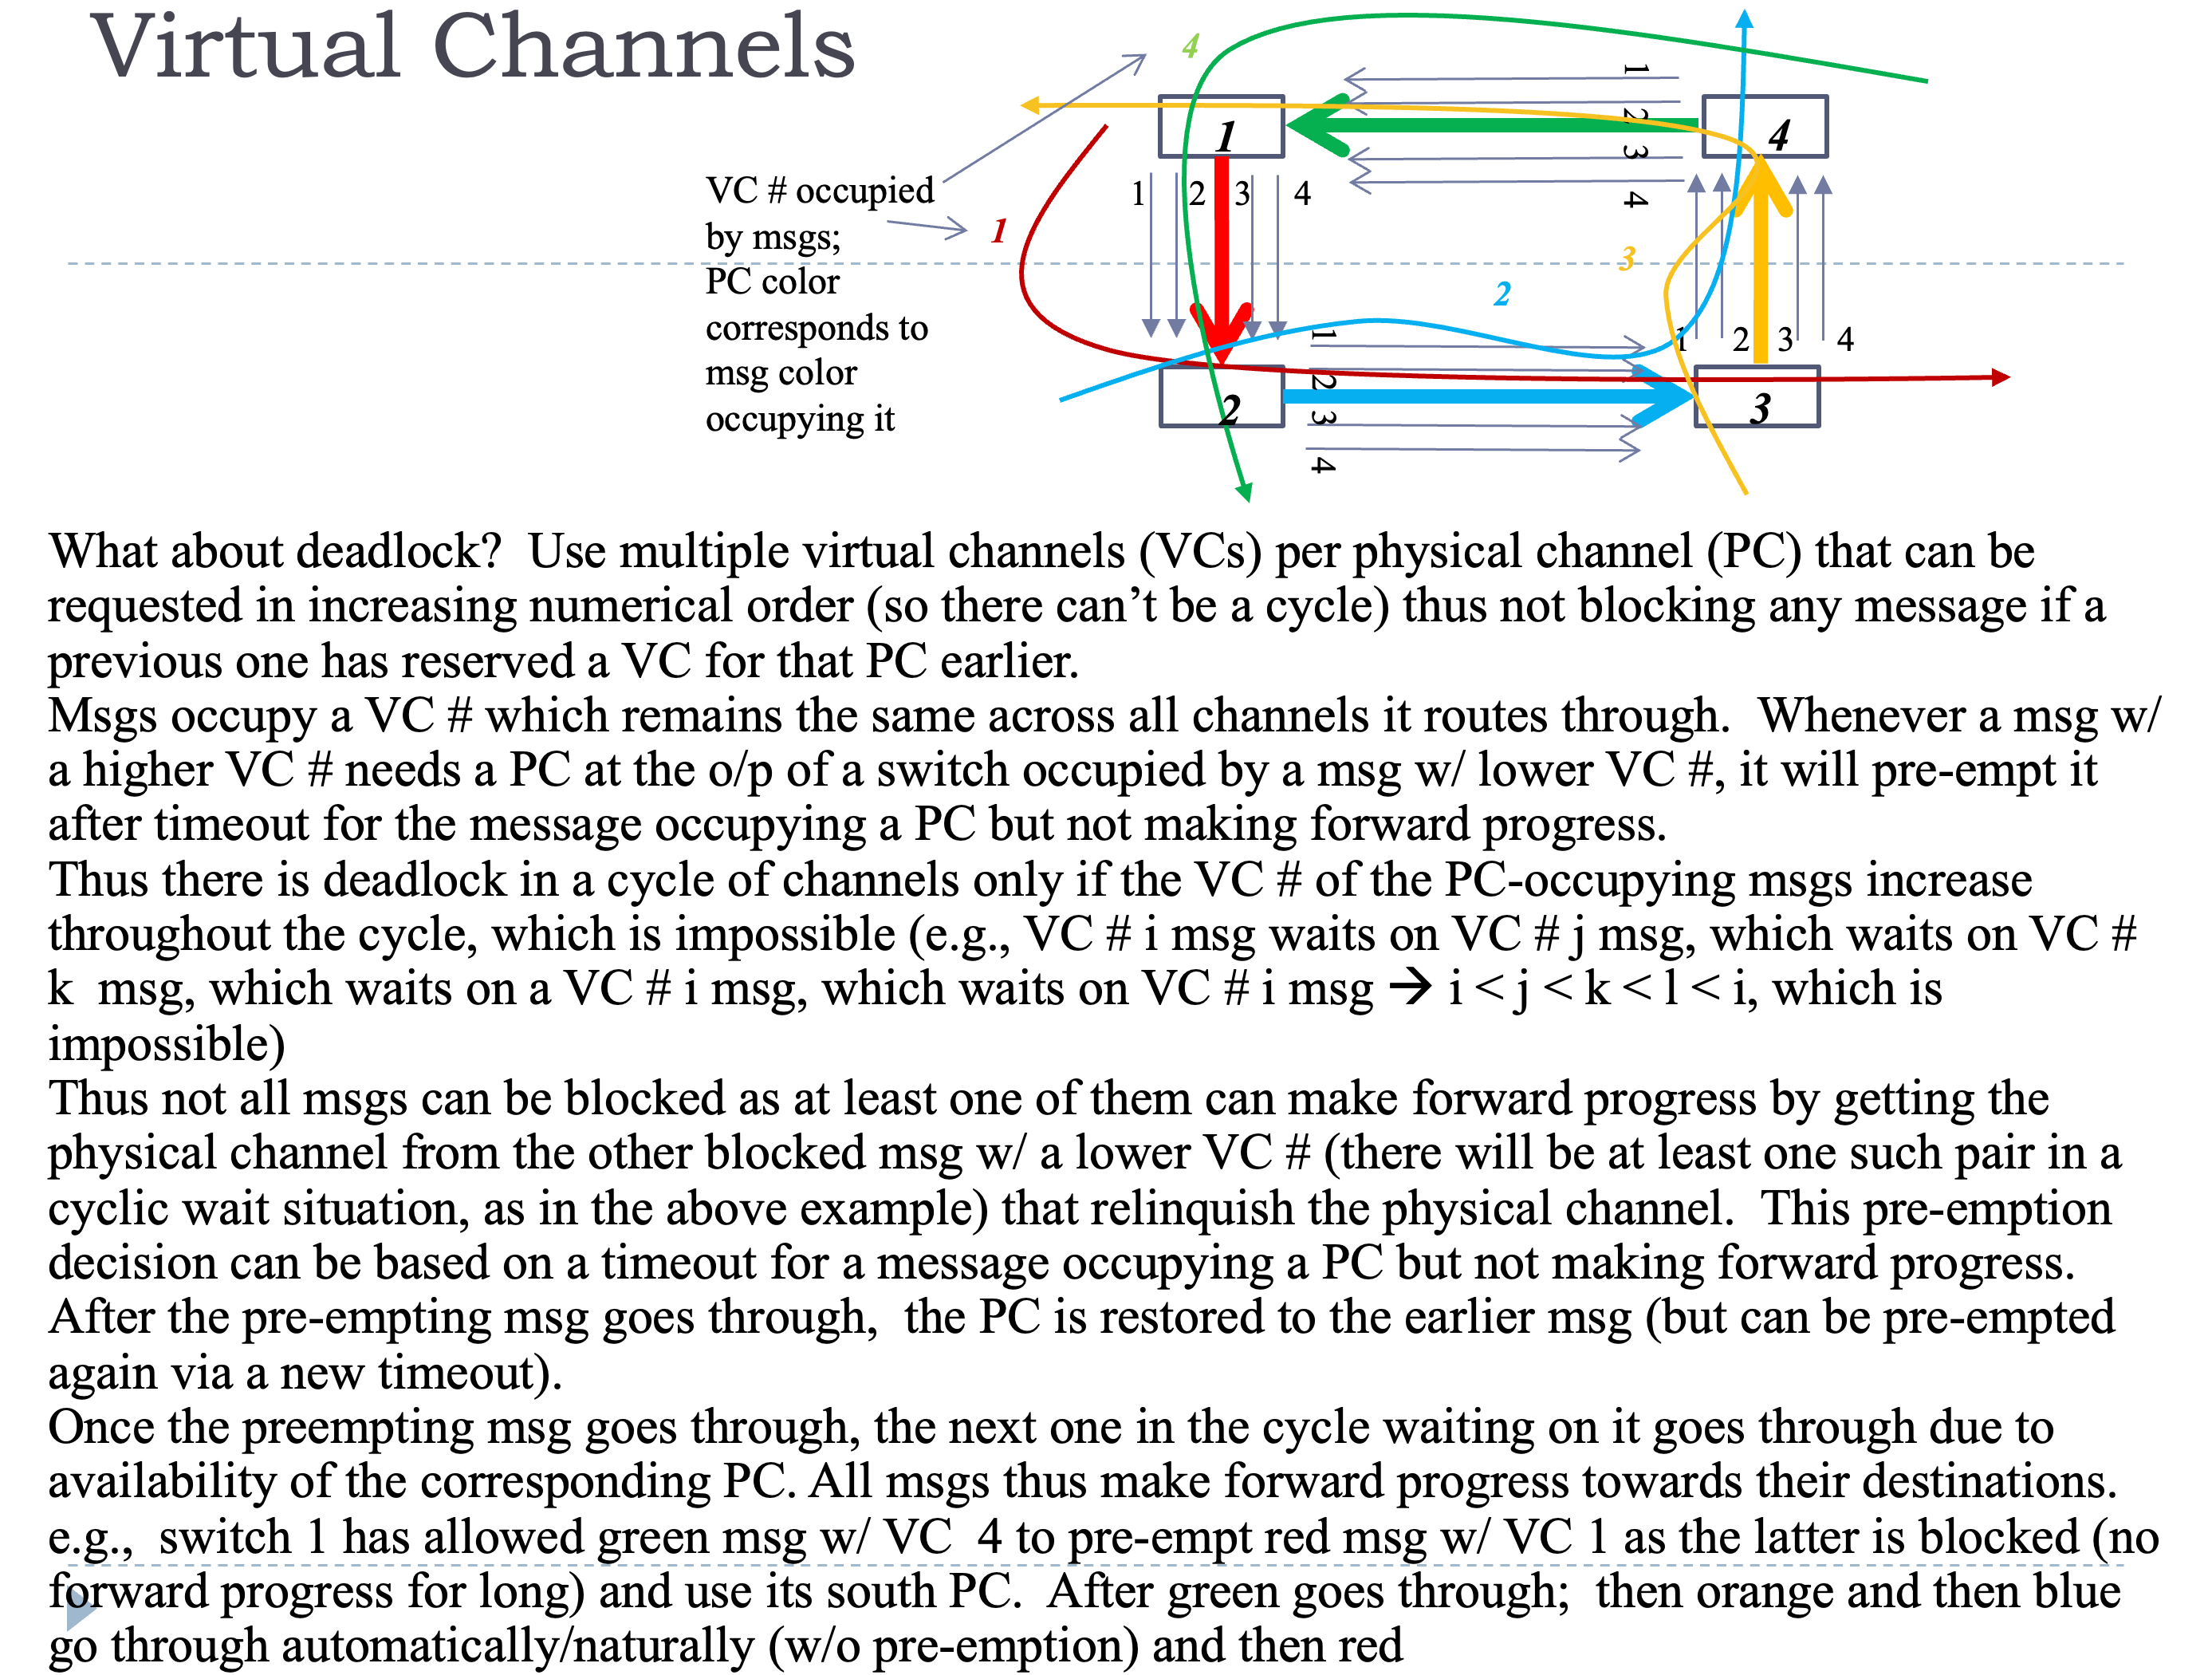 Virtual Channels
4
1
2
3
4
1
4
VC # occupied
by msgs;
PC color
corresponds to
msg color
occupying it
1
1 2 3 4
3
2
1
2
3
4
1 2 3 4
2
3
What about deadlock? Use multiple virtual channels (VCs) per physical channel (PC) that can be
requested in increasing numerical order (so there can’t be a cycle) thus not blocking any message if a
previous one has reserved a VC for that PC earlier.
Msgs occupy a VC # which remains the same across all channels it routes through. Whenever a msg w/
a higher VC # needs a PC at the o/p of a switch occupied by a msg w/ lower VC #, it will pre-empt it
after timeout for the message occupying a PC but not making forward progress.
Thus there is deadlock in a cycle of channels only if the VC # of the PC-occupying msgs increase
throughout the cycle, which is impossible (e.g., VC # i msg waits on VC # j msg, which waits on VC #
k msg, which waits on a VC # i msg, which waits on VC # i msg → i < j < k < l < i, which is
impossible)
Thus not all msgs can be blocked as at least one of them can make forward progress by getting the
physical channel from the other blocked msg w/ a lower VC # (there will be at least one such pair in a
cyclic wait situation, as in the above example) that relinquish the physical channel. This pre-emption
decision can be based on a timeout for a message occupying a PC but not making forward progress.
After the pre-empting msg goes through, the PC is restored to the earlier msg (but can be pre-empted
again via a new timeout).
Once the preempting msg goes through, the next one in the cycle waiting on it goes through due to
availability of the corresponding PC. All msgs thus make forward progress towards their destinations.
e.g., switch 1 has allowed green msg w/ VC 4 to pre-empt red msg w/ VC 1 as the latter is blocked (no
forward progress for long) and use its south PC. After green goes through; then orange and then blue
go through automatically/naturally (w/o pre-emption) and then red